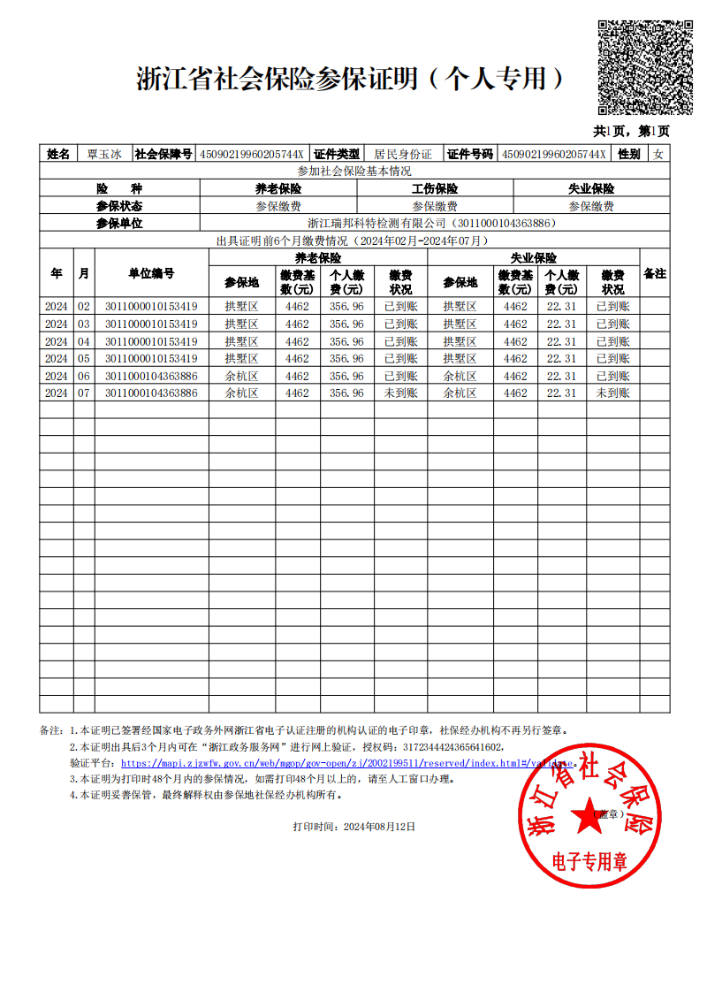 浙江省社会保险参保证明（个人专用）
共1页，第1页
姓名 覃玉冰 社会保障号 45090219960205744X 证件类型 居民身份证 证件号码 45090219960205744X 性别 女
参加社会保险基本情况
险 种 养老保险 工伤保险 失业保险
参保状态 参保缴费 参保缴费 参保缴费
参保单位 浙江瑞邦科特检测有限公司（3011000104363886）
出具证明前6个月缴费情况（2024年02月-2024年07月）
年 月 单位编号 养老保险 失业保险 备注
参保地 缴费基数(元) 个人缴费(元) 缴费状况 参保地 缴费基数(元) 个人缴费(元) 缴费状况
2024 02 3011000010153419 拱墅区 4462 356.96 已到账 拱墅区 4462 22.31 已到账
2024 03 3011000010153419 拱墅区 4462 356.96 已到账 拱墅区 4462 22.31 已到账
2024 04 3011000010153419 拱墅区 4462 356.96 已到账 拱墅区 4462 22.31 已到账
2024 05 3011000010153419 拱墅区 4462 356.96 已到账 拱墅区 4462 22.31 已到账
2024 06 3011000104363886 余杭区 4462 356.96 已到账 余杭区 4462 22.31 已到账
2024 07 3011000104363886 余杭区 4462 356.96 未到账 余杭区 4462 22.31 未到账
备注：1.本证明已签署经国家电子政务外网浙江省电子认证注册的机构认证的电子印章，社保经办机构不再另行签章。
2.本证明出具后3个月内可在“浙江政务服务网”进行网上验证，授权码：3172344424365641602，
验证平台：https://mapi.zjzwfw.gov.cn/web/mgop/gov-open/zj/2002199511/reserved/index.html#/validate。
3.本证明为打印时48个月内的参保情况，如需打印48个月以上的，请至人工窗口办理。
4.本证明妥善保管，最终解释权由参保地社保经办机构所有。
（盖章）
打印时间：2024年08月12日
浙江省社会保险
电子专用章